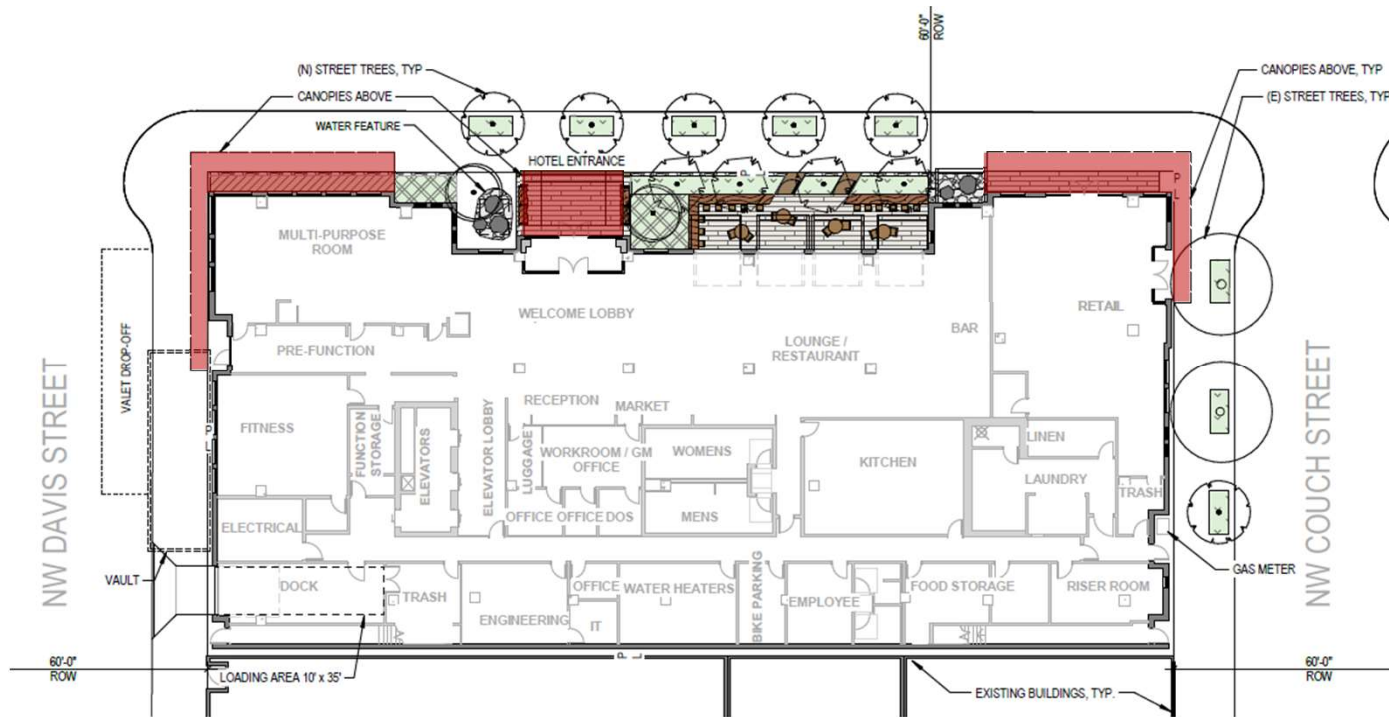 60'-0"
ROW
(N) STREET TREES, TYP
CANOPIES ABOVE
WATER FEATURE
HOTEL ENTRANCE
CANOPIES ABOVE, TYP
(E) STREET TREES, TYP
P
L
P
L
MULTI-PURPOSE
ROOM
WELCOME LOBBY
PRE-FUNCTION
LOUNGE /
RESTAURANT
BAR
RETAIL
VALET DROP-OFF
NW DAVIS STREET
NW COUCH STREET
P
L
FITNESS
FUNCTION
STORAGE
ELEVATORS
ELEVATOR LOBBY
RECEPTION
MARKET
LUGGAGE
WORKROOM / GM
OFFICE
WOMENS
KITCHEN
LINEN
LAUNDRY
TRASH
OFFICE
OFFICE
DOS
MENS
ELECTRICAL
VAULT
GAS METER
DOCK
TRASH
ENGINEERING
OFFICE
IT
WATER HEATERS
BIKE PARKING
EMPLOYEE
FOOD STORAGE
RISER ROOM
60'-0"
ROW
LOADING AREA 10' x 35'
P
L
EXISTING BUILDINGS, TYP.
60'-0"
ROW